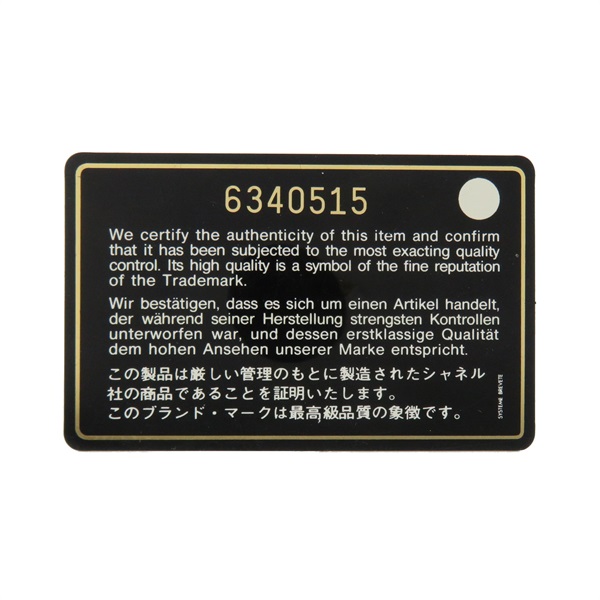 6340515
We certify the authenticity of this item and confirm
that it has been subjected to the most exacting quality
control. Its high quality is a symbol of the fine reputation
of the Trademark.
Wir bestätigen, dass es sich um einen Artikel handelt,
der während seiner Herstellung strengsten Kontrollen
unterworfen war, und dessen erstklassige Qualität
dem hohen Ansehen unserer Marke entspricht.
この製品は厳しい管理のもとに製造されたシャネル
社の商品であることを証明いたします。
このブランド・マークは最高級品質の象徴です。
SYSTEME BREVETE